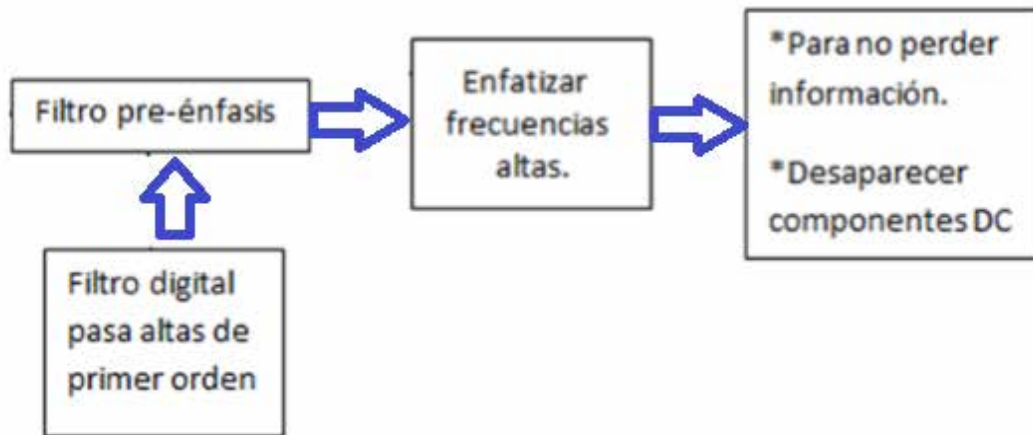 Filtro pre-énfasis
Enfatizar
frecuencias
altas.
*Para no perder
información.
*Desaparecer
componentes DC
Filtro digital
pasa altas de
primer orden